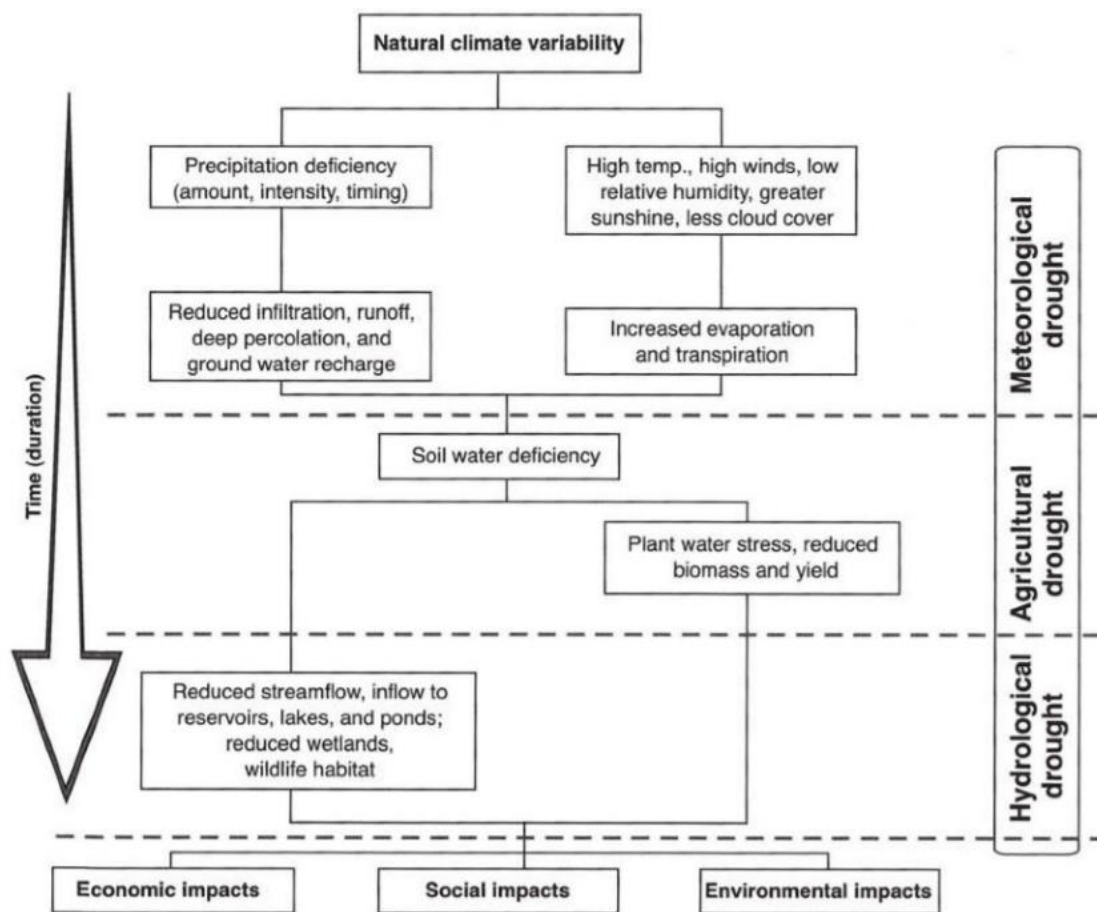 Natural climate variability
Precipitation deficiency
(amount, intensity, timing)
High temp., high winds, low
relative humidity, greater
sunshine, less cloud cover
Reduced infiltration, runoff,
deep percolation, and
ground water recharge
Increased evaporation
and transpiration
Meteorological
drought
Time (duration)
Soil water deficiency
Plant water stress, reduced
biomass and yield
Agricultural
drought
Reduced streamflow, inflow to
reservoirs, lakes, and ponds;
reduced wetlands,
wildlife habitat
Hydrological
drought
Economic impacts
Social impacts
Environmental impacts